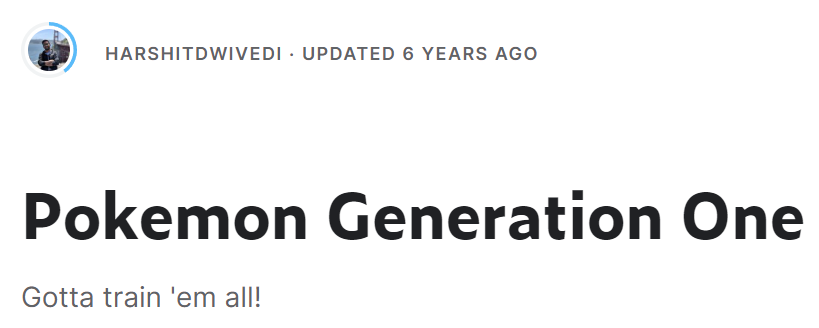 HARSHITDWIVEDI · UPDATED 6 YEARS AGO
Pokemon Generation One
Gotta train 'em all!